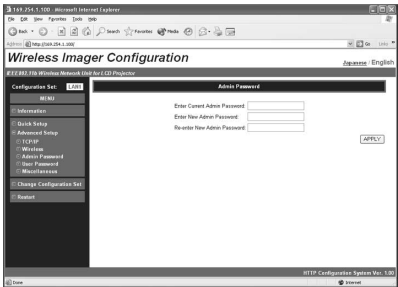 169.254.1.100 - Microsoft Internet Explorer
File Edit View Favorites Tools Help
Back Search Favorites Media
Address http://169.254.1.100/ Go Links
Wireless Imager Configuration
Japanese / English
IEEE802.11b Wireless Network Unit for LCD Projector
Configuration Set: LAN1
Admin Password
MENU
Information
Quick Setup
Advanced Setup
TCP/IP
Wireless
Admin Password
User Password
Miscellaneous
Change Configuration Set
Restart
Enter Current Admin Password:
Enter New Admin Password:
Re-enter New Admin Password:
APPLY
HTTP Configuration System Ver. 1.00
Done Internet